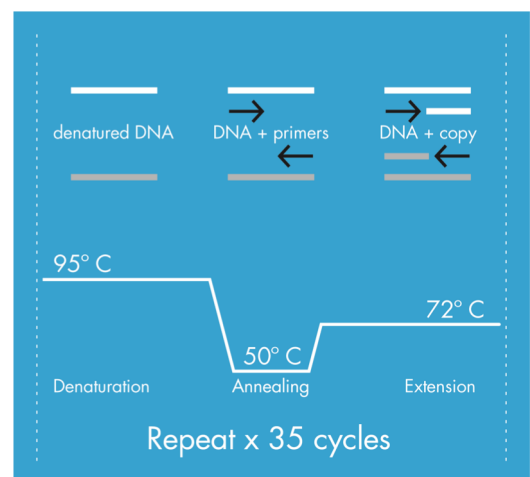 denatured DNA
DNA + primers
DNA + copy
95° C
72° C
50° C
Denaturation
Annealing
Extension
Repeat x 35 cycles